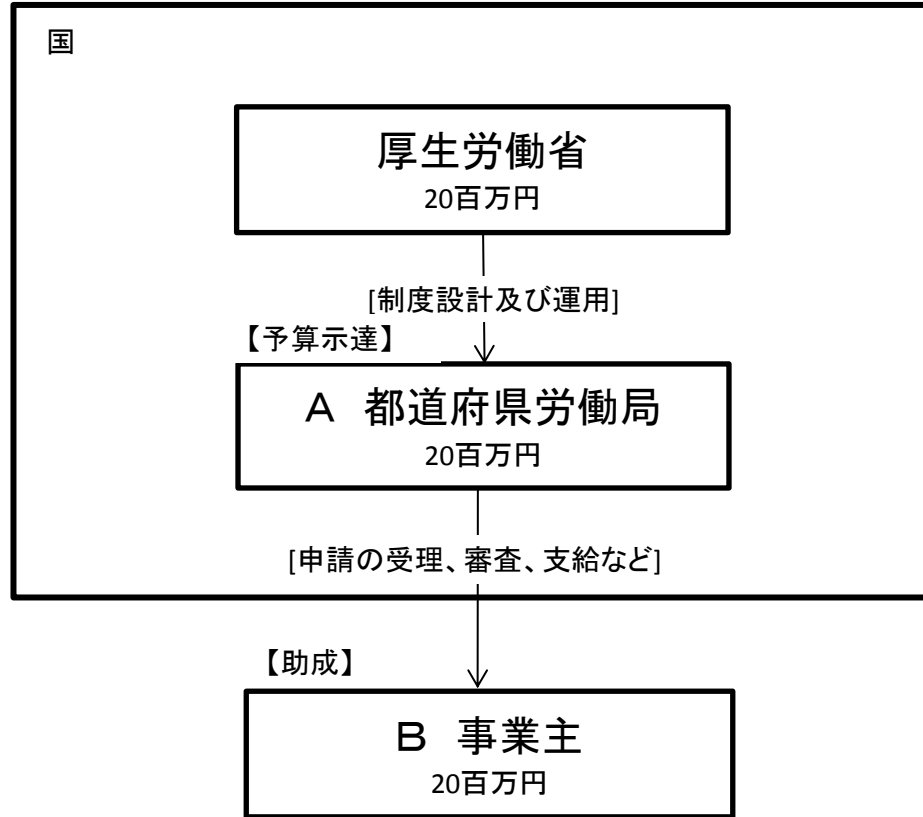 国
厚生労働省
20百万円
[制度設計及び運用]
【予算示達】
A 都道府県労働局
20百万円
[申請の受理、審査、支給など]
【助成】
B 事業主
20百万円